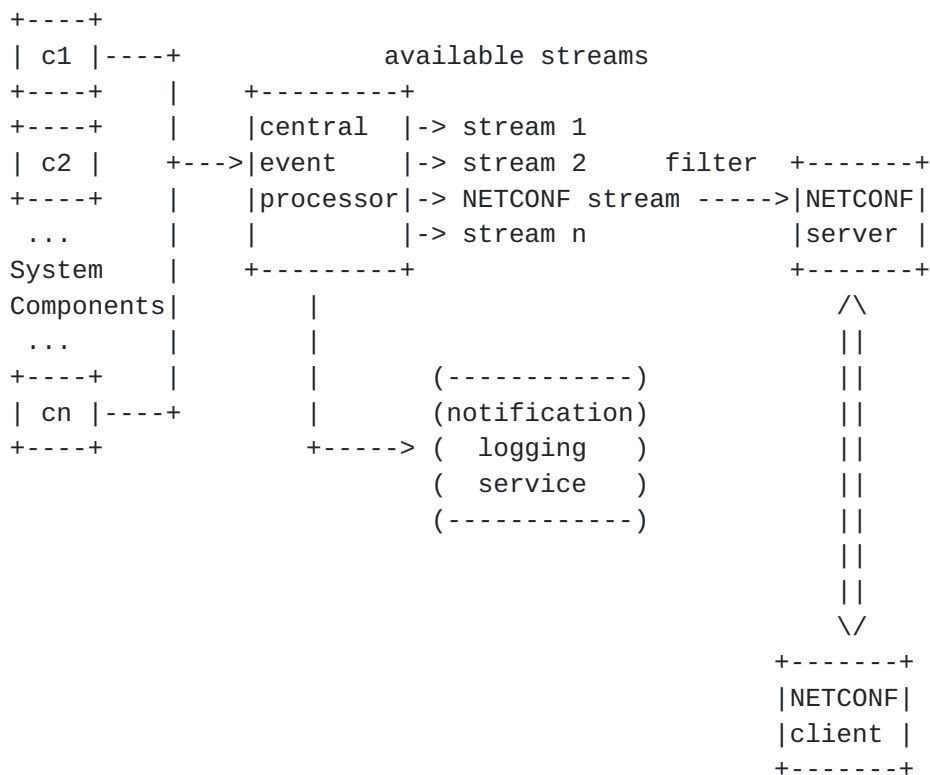 +----+
| c1 |----+             available streams
+----+    |    +---------+
+----+    |    |central  |-> stream 1
| c2 |    +--->|event    |-> stream 2     filter  +-------+
+----+    |    |processor|-> NETCONF stream ----->|NETCONF|
 ...      |    |         |-> stream n             |server |
System    |    +---------+                        +-------+
Components|         |                                 /\
 ...      |         |                                 ||
+----+    |         |       (------------)            ||
| cn |----+         |       (notification)            ||
+----+              +-----> (  logging   )            ||
                            (  service   )            ||
                            (------------)            ||
                                                      ||
                                                      ||
                                                      \/
                                                  +-------+
                                                  |NETCONF|
                                                  |client |
                                                  +-------+